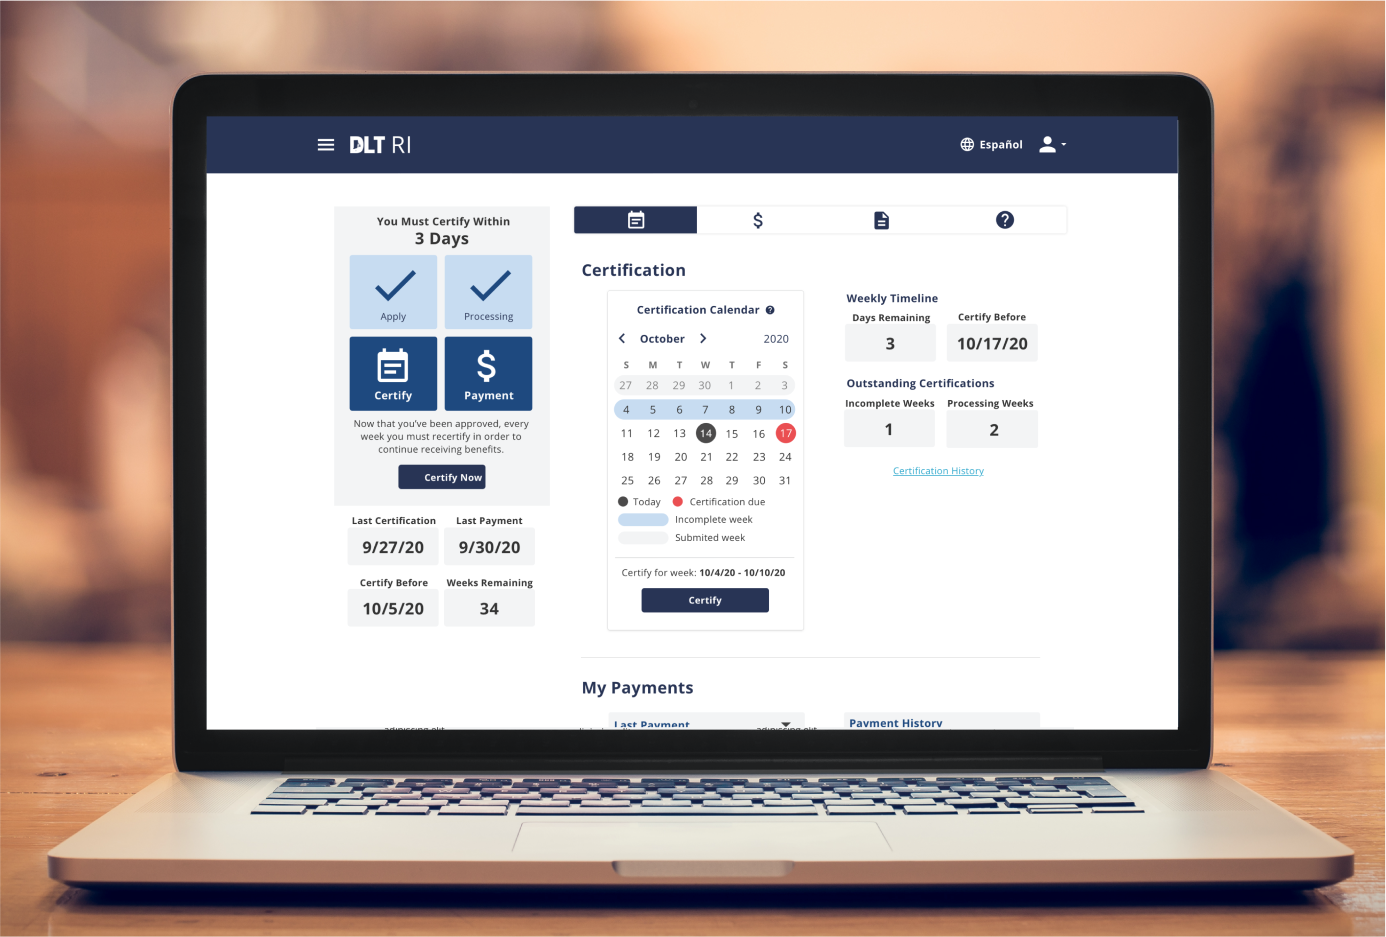 DLT RI
Español
You Must Certify Within
3 Days
Apply
Processing
Certify
Payment
Now that you've been approved, every
week you must recertify in order to
continue receiving benefits.
Certify Now
Last Certification
Last Payment
9/27/20
9/30/20
Certify Before
Weeks Remaining
10/5/20
34
Certification
Certification Calendar
October
2020
S M T W T F S
27 28 29 30 1 2 3
4 5 6 7 8 9 10
11 12 13 14 15 16 17
18 19 20 21 22 23 24
25 26 27 28 29 30 31
Today
Certification due
Incomplete week
Submited week
Certify for week: 10/4/20 - 10/10/20
Certify
Weekly Timeline
Days Remaining
Certify Before
3
10/17/20
Outstanding Certifications
Incomplete Weeks
Processing Weeks
1
2
Certification History
My Payments
Last Payment
Payment History